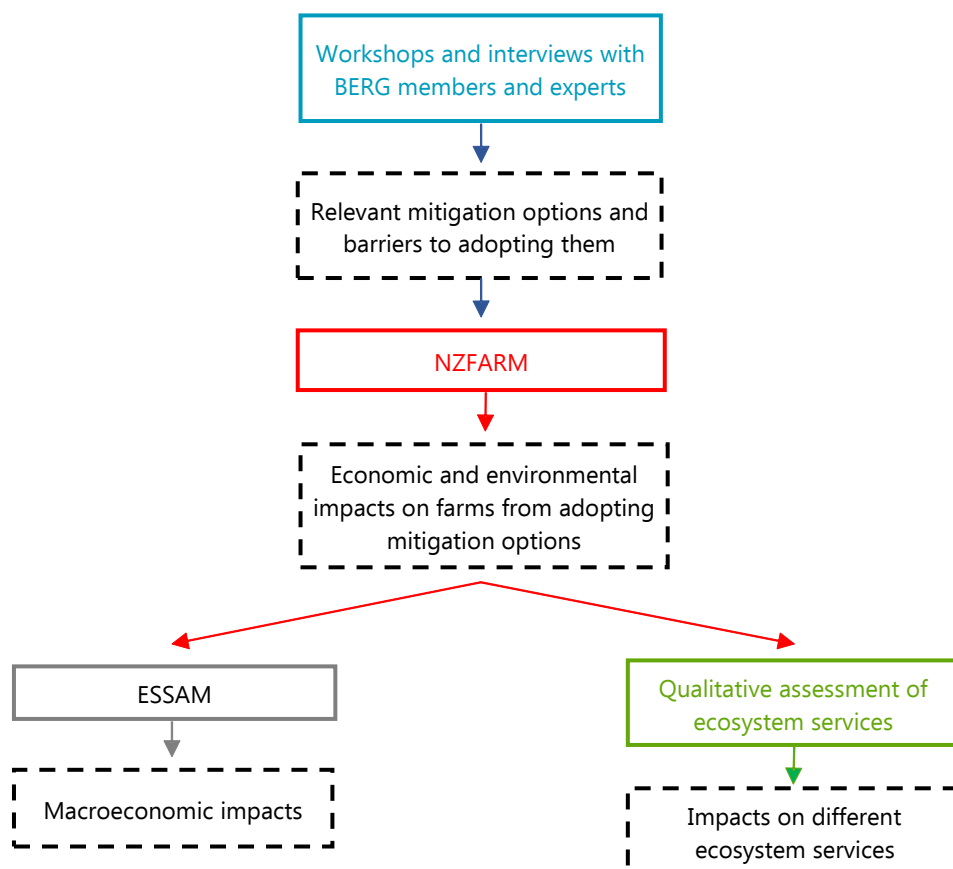 Workshops and interviews with
BERG members and experts
Relevant mitigation options and
barriers to adopting them
NZFARM
Economic and environmental
impacts on farms from adopting
mitigation options
ESSAM
Qualitative assessment of
ecosystem services
Macroeconomic impacts
Impacts on different
ecosystem services